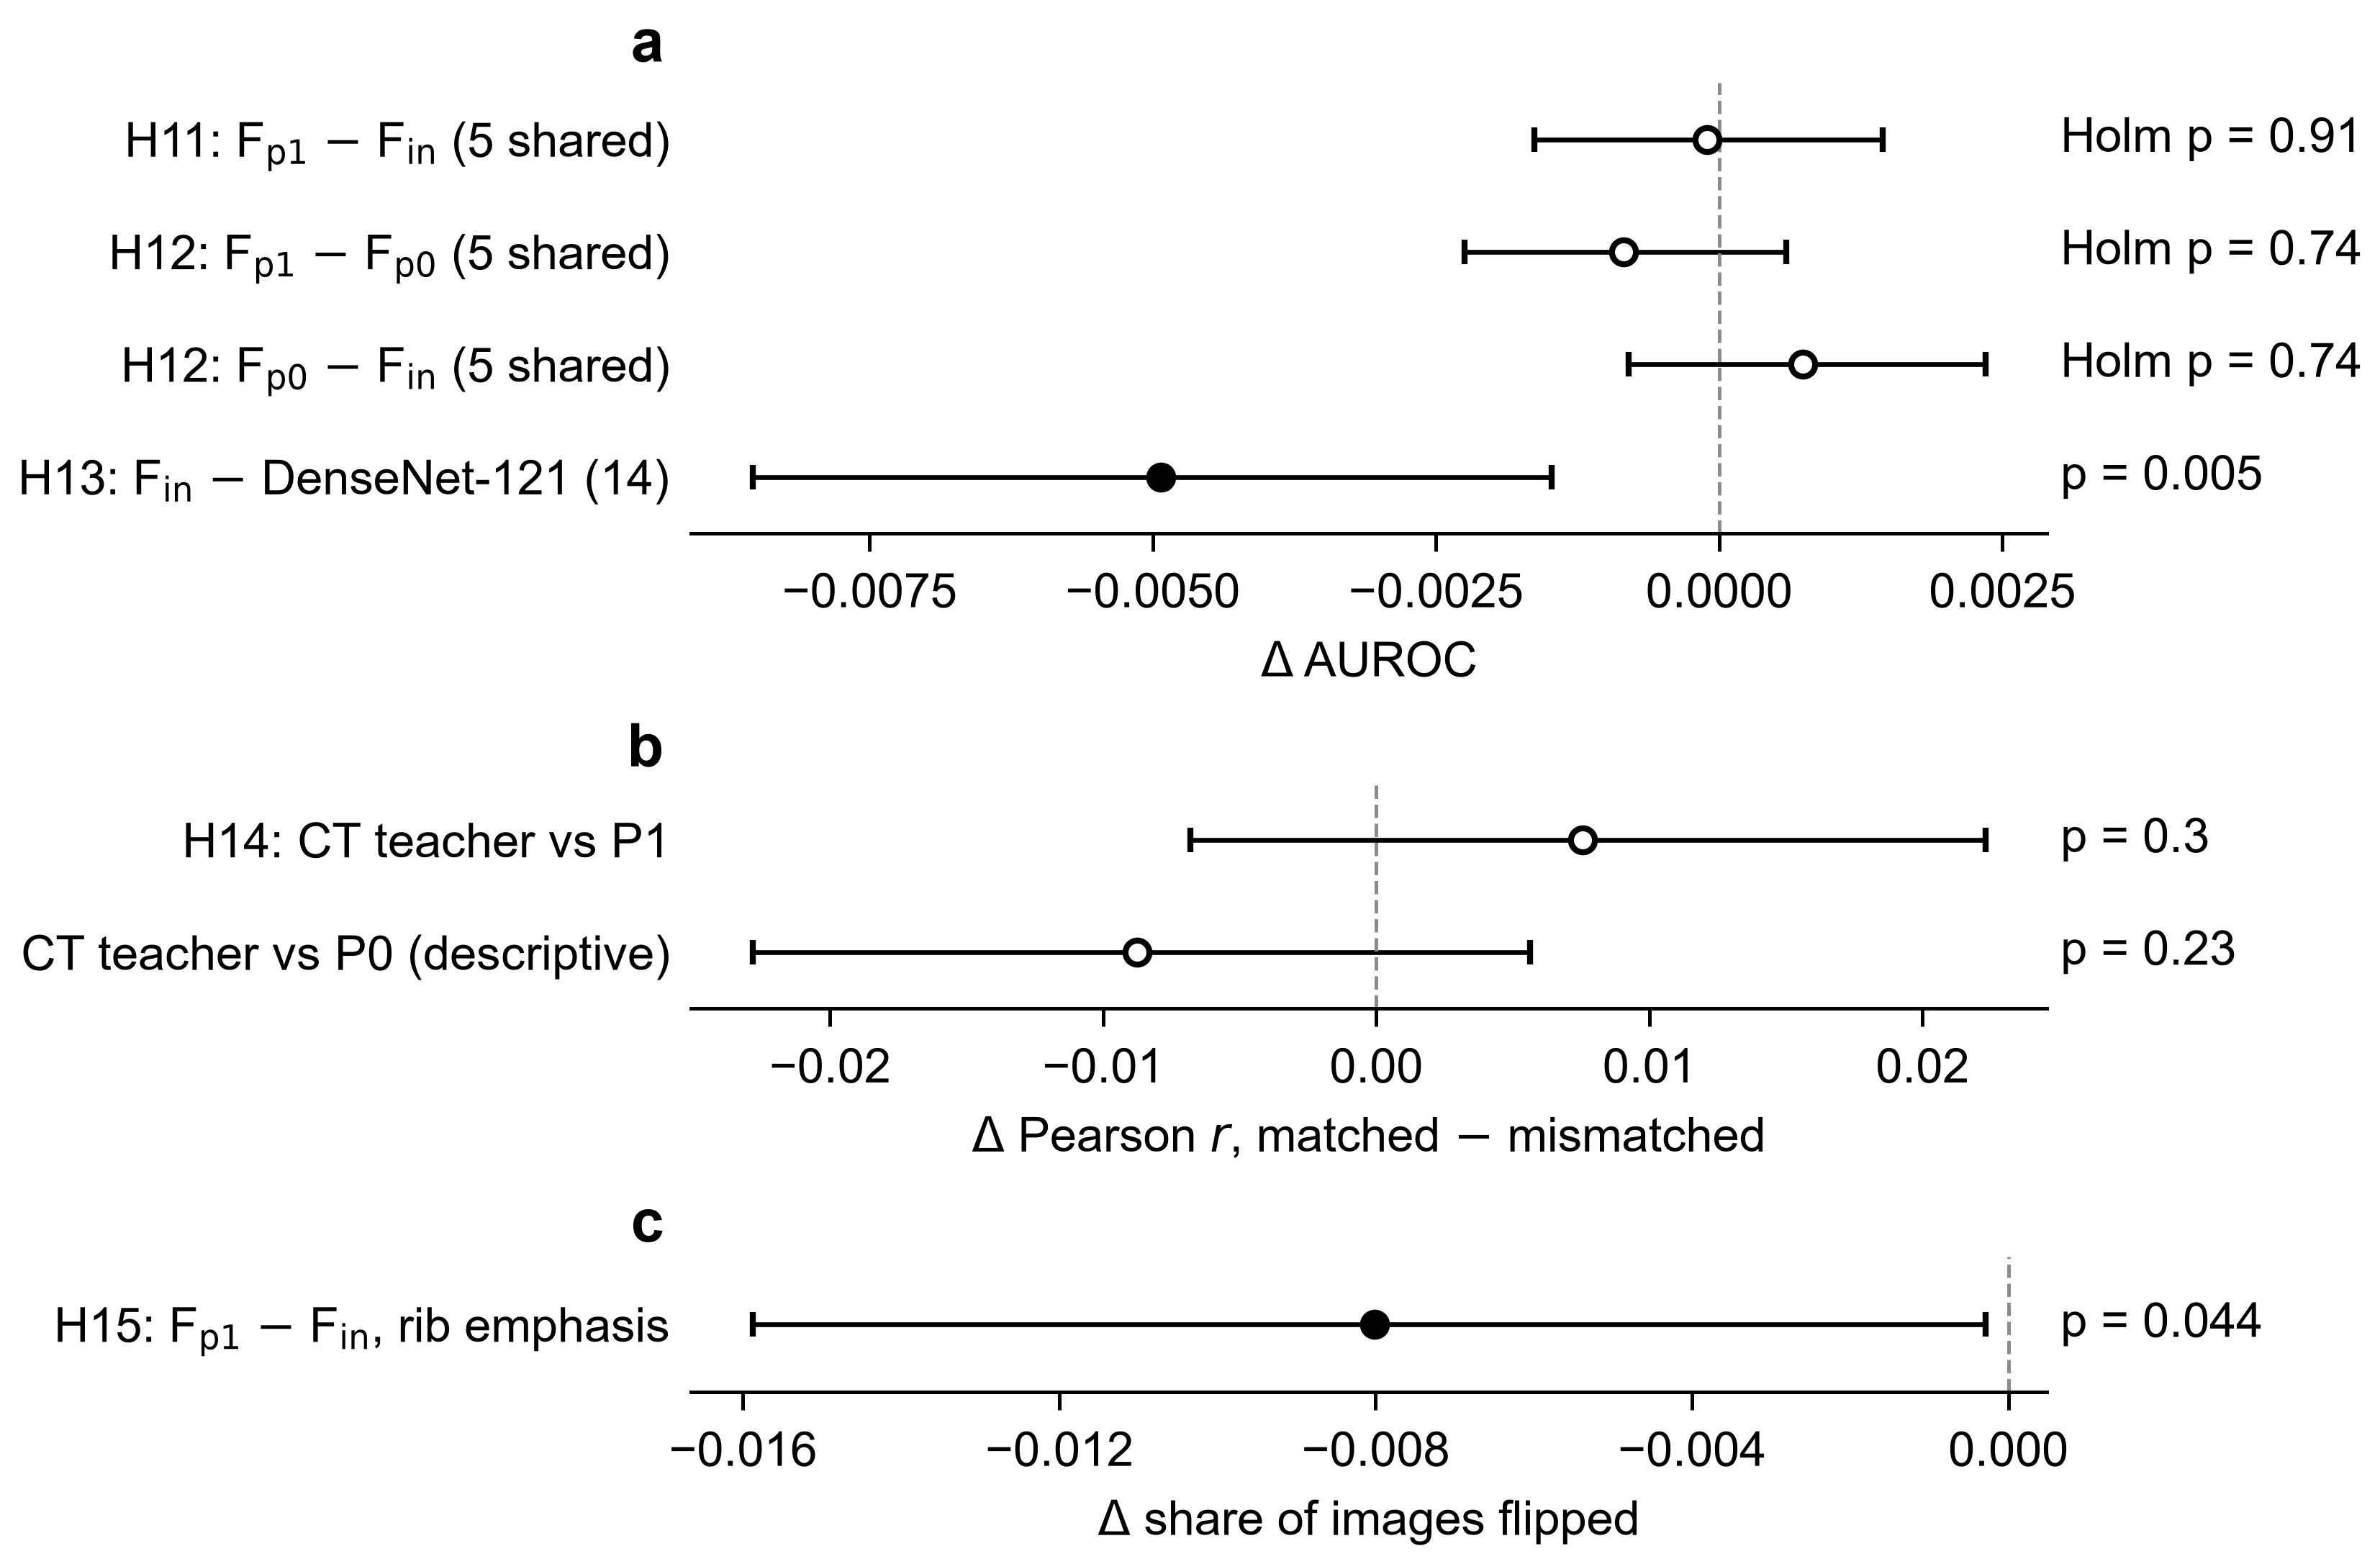 a
H11: Fp1 − Fin (5 shared) Holm p = 0.91
H12: Fp1 − Fp0 (5 shared) Holm p = 0.74
H12: Fp0 − Fin (5 shared) Holm p = 0.74
H13: Fin − DenseNet-121 (14) p = 0.005
−0.0075 −0.0050 −0.0025 0.0000 0.0025
Δ AUROC
b
H14: CT teacher vs P1 p = 0.3
CT teacher vs P0 (descriptive) p = 0.23
−0.02 −0.01 0.00 0.01 0.02
Δ Pearson r, matched − mismatched
c
H15: Fp1 − Fin, rib emphasis p = 0.044
−0.016 −0.012 −0.008 −0.004 0.000
Δ share of images flipped